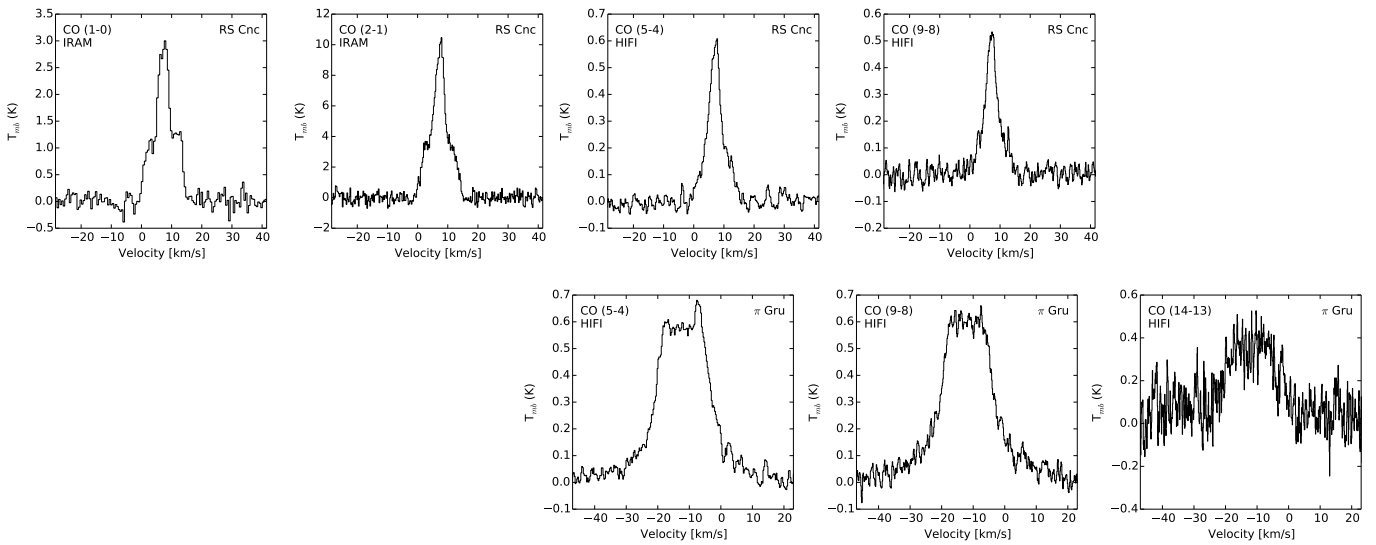 CO (1-0) RS Cnc
IRAM
3.5
3.0
2.5
2.0
1.5
1.0
0.5
0.0
−0.5
T_mb (K)
−20 −10 0 10 20 30 40
Velocity [km/s]
CO (2-1) RS Cnc
IRAM
12
10
8
6
4
2
0
−2
T_mb (K)
−20 −10 0 10 20 30 40
Velocity [km/s]
CO (5-4) RS Cnc
HIFI
0.7
0.6
0.5
0.4
0.3
0.2
0.1
0.0
−0.1
T_mb (K)
−20 −10 0 10 20 30 40
Velocity [km/s]
CO (9-8) RS Cnc
HIFI
0.6
0.5
0.4
0.3
0.2
0.1
0.0
−0.1
−0.2
T_mb (K)
−20 −10 0 10 20 30 40
Velocity [km/s]
CO (5-4) π Gru
HIFI
0.7
0.6
0.5
0.4
0.3
0.2
0.1
0.0
−0.1
T_mb (K)
−40 −30 −20 −10 0 10 20
Velocity [km/s]
CO (9-8) π Gru
HIFI
0.7
0.6
0.5
0.4
0.3
0.2
0.1
0.0
−0.1
T_mb (K)
−40 −30 −20 −10 0 10 20
Velocity [km/s]
CO (14-13) π Gru
HIFI
0.6
0.4
0.2
0.0
−0.2
−0.4
T_mb (K)
−40 −30 −20 −10 0 10 20
Velocity [km/s]